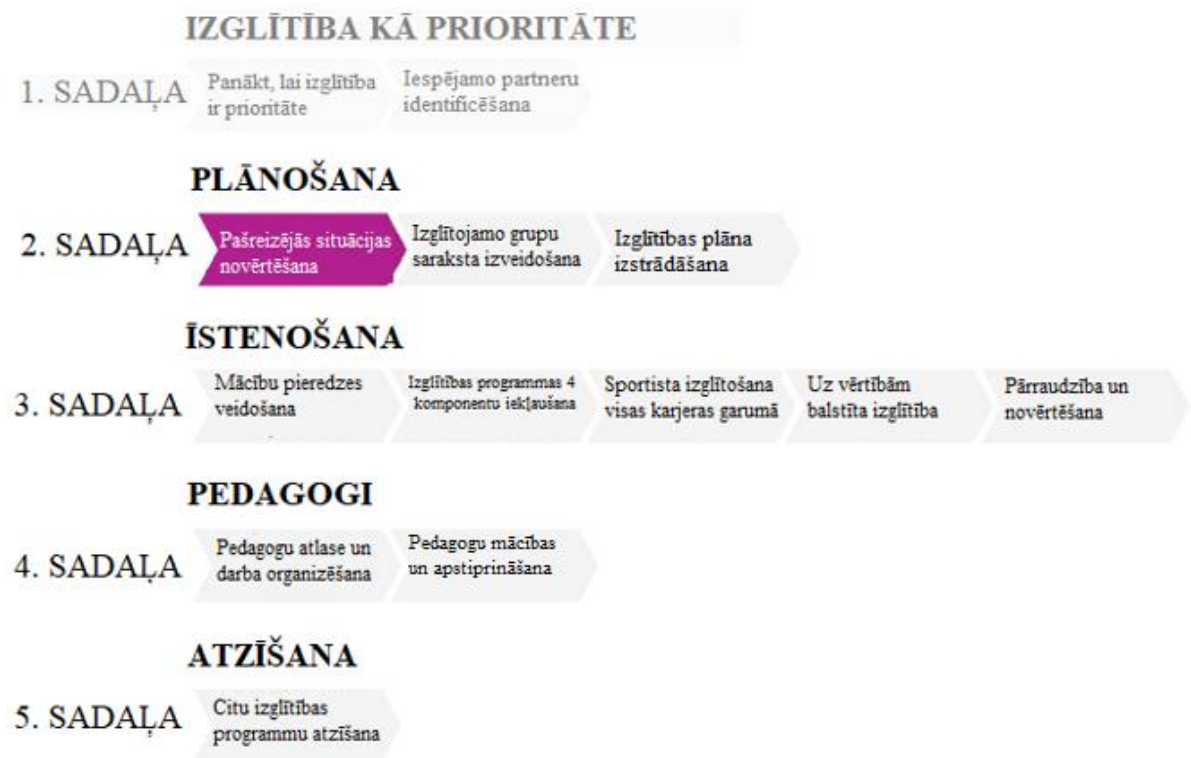 IZGLĪTĪBA KĀ PRIORITĀTE
1. SADAĻA
Panākt, lai izglītība
ir prioritāte
Iespējamo partneru
identificēšana
PLĀNOŠANA
2. SADAĻA
Pašreizējās situācijas
novērtēšana
Izglītojamo grupu
saraksta izveidošana
Izglītības plāna
izstrādāšana
ĪSTENOŠANA
3. SADAĻA
Mācību pieredzes
veidošana
Izglītības programmas 4
komponentu iekļaušana
Sportista izglītošana
visas karjeras garumā
Uz vērtībām
balstīta izglītība
Pārraudzība un
novērtēšana
PEDAGOGI
4. SADAĻA
Pedagogu atlase un
darba organizēšana
Pedagogu mācības
un apstiprināšana
ATZĪŠANA
5. SADAĻA
Citu izglītības
programmu atzīšana